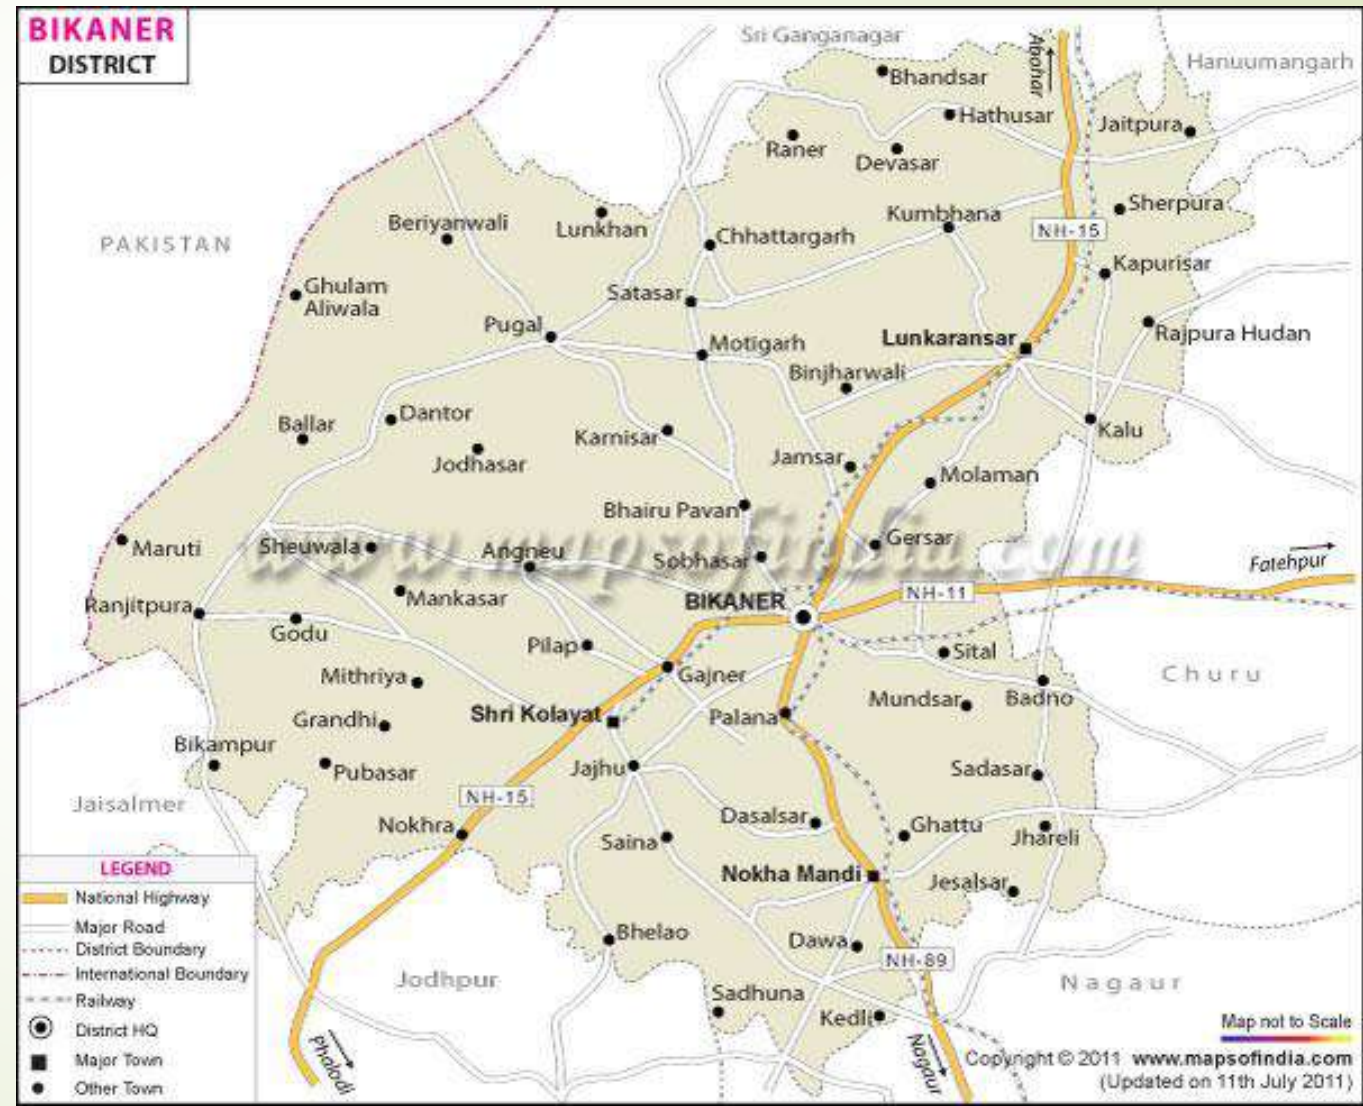 BIKANER
DISTRICT
Sri Ganganagar
Abohar
Hanuumangarh
Bhandsar
Hathusar
Jaitpura
Raner
Devasar
Sherpura
Kumbhana
Beriyanwali
Lunkhan
Chhattargarh
NH-15
PAKISTAN
Kapurisar
Ghulam
Aliwala
Satasar
Pugal
Motigarh
Lunkaransar
Rajpura Hudan
Binjharwali
Dantor
Ballar
Karnisar
Kalu
Jodhasar
Jamsar
Molaman
Bhairu Pavan
www.mapsofindia.com
Maruti
Sheuwala
Angneu
Sobhasar
Gersar
Fatehpur
Ranjitpura
Mankasar
BIKANER
NH-11
Godu
Pilap
Sital
Mithriya
Gajner
Churu
Mundsar
Badno
Grandhi
Shri Kolayat
Palana
Bikampur
Pubasar
Jajhu
Sadasar
Jaisalmer
NH-15
Nokhra
Dasalsar
Ghattu
Saina
Jhareli
Nokha Mandi
Jesalsar
Bhelao
Dawa
NH-89
Jodhpur
Nagaur
Sadhuna
Kedli
Phalodi
Nagaur
LEGEND
National Highway
Major Road
District Boundary
International Boundary
Railway
District HQ
Major Town
Other Town
Map not to Scale
Copyright © 2011 www.mapsofindia.com
(Updated on 11th July 2011)